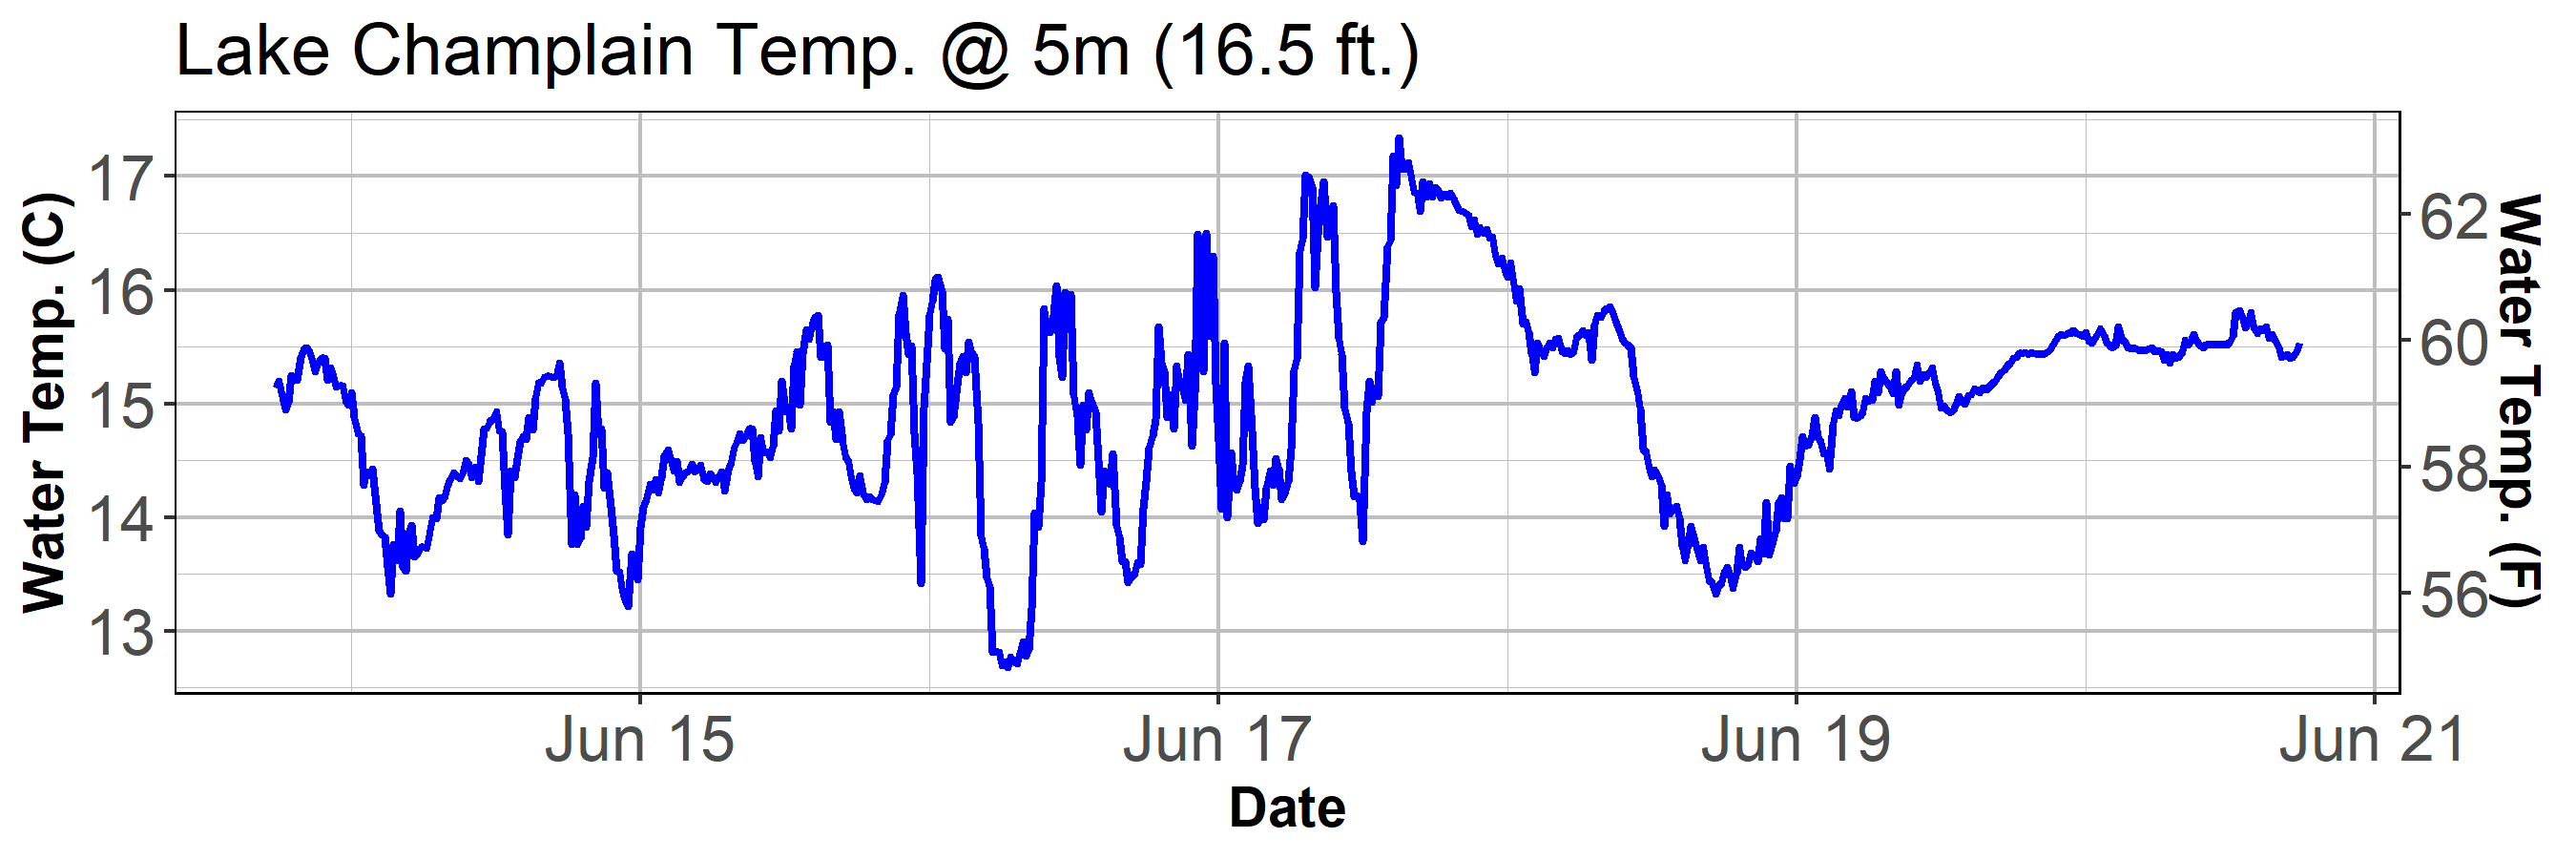 Lake Champlain Temp. @ 5m (16.5 ft.)
Water Temp. (C)
17
16
15
14
13
62
60
58
56
Water Temp. (F)
Jun 15
Jun 17
Jun 19
Jun 21
Date